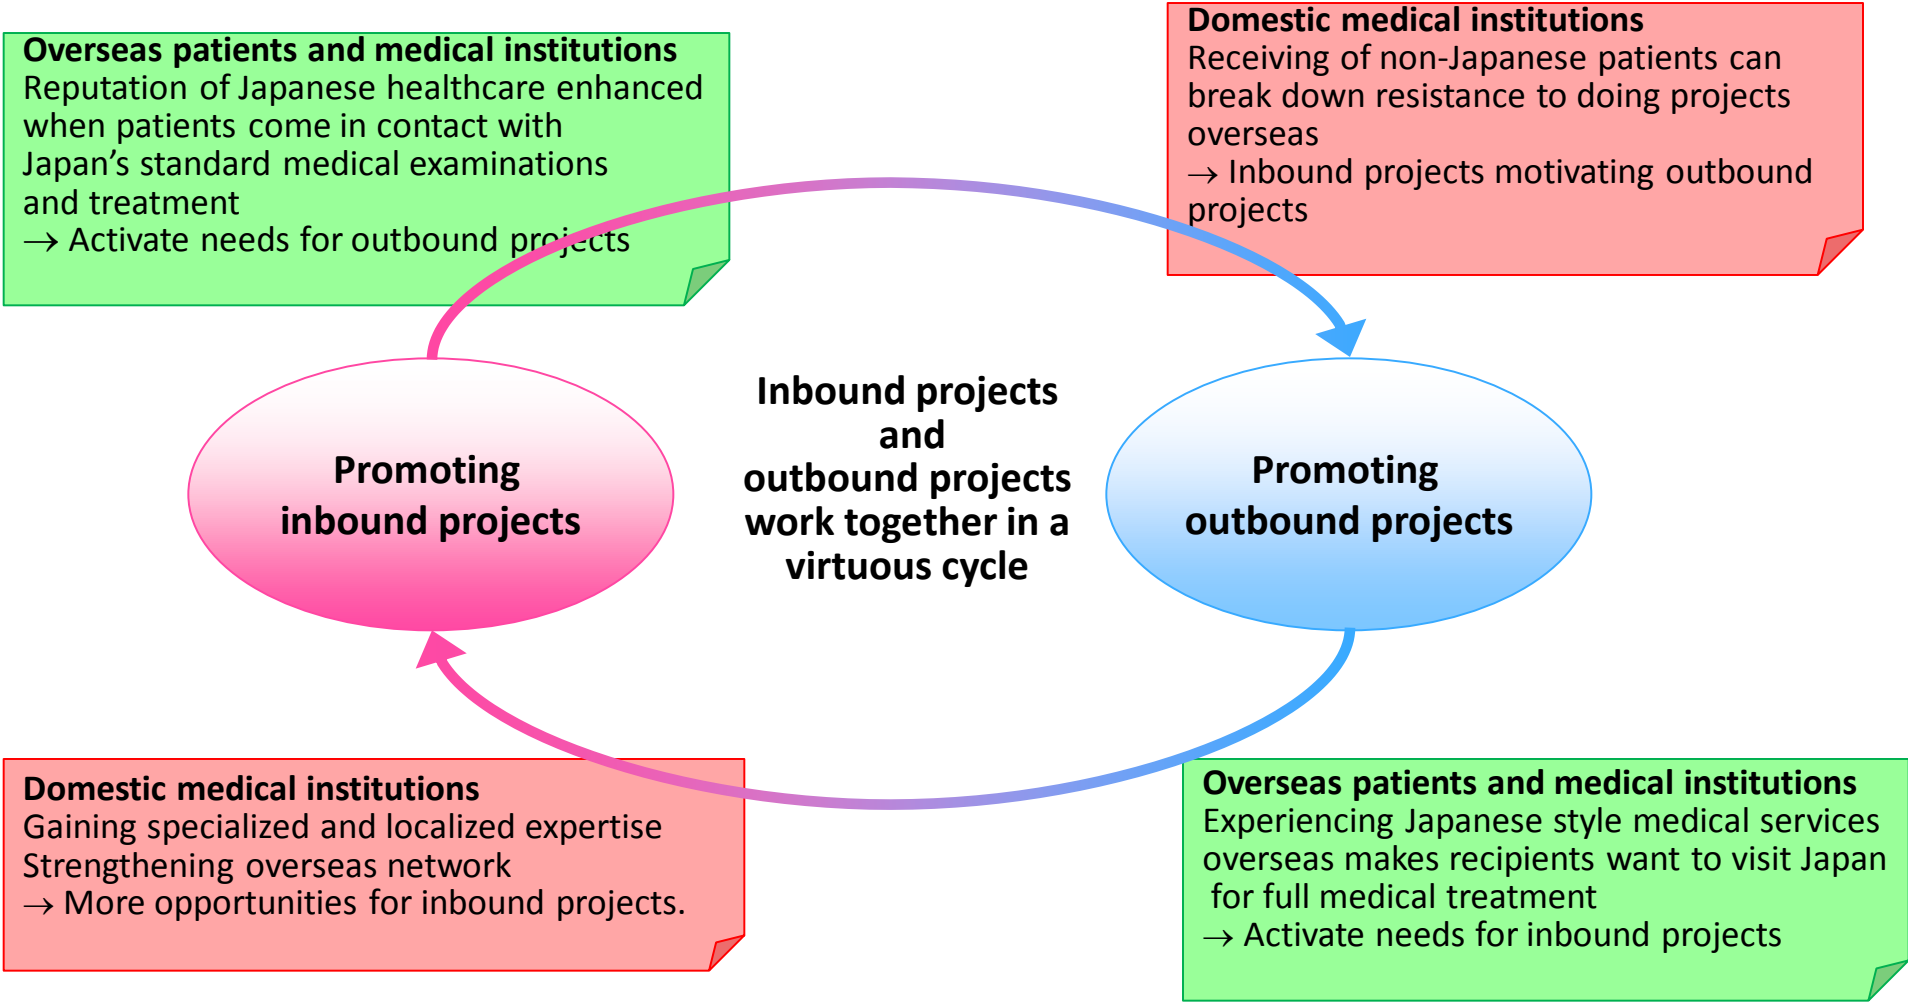 Overseas patients and medical institutions
Reputation of Japanese healthcare enhanced
when patients come in contact with
Japan’s standard medical examinations
and treatment
→ Activate needs for outbound projects
Domestic medical institutions
Receiving of non-Japanese patients can
break down resistance to doing projects
overseas
→ Inbound projects motivating outbound
projects
Promoting
inbound projects
Inbound projects
and
outbound projects
work together in a
virtuous cycle
Promoting
outbound projects
Domestic medical institutions
Gaining specialized and localized expertise
Strengthening overseas network
→ More opportunities for inbound projects.
Overseas patients and medical institutions
Experiencing Japanese style medical services
overseas makes recipients want to visit Japan
for full medical treatment
→ Activate needs for inbound projects